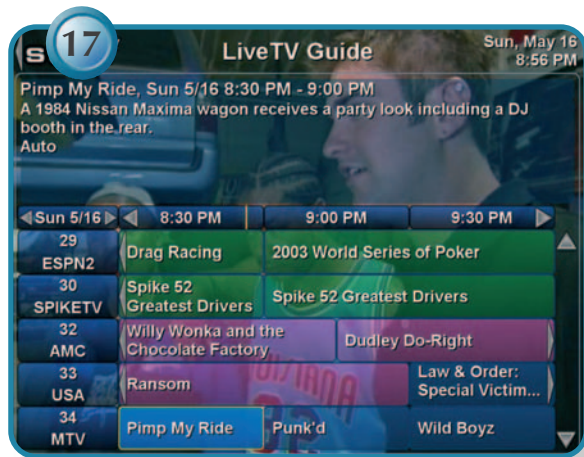 s
17
LiveTV Guide
Sun, May 16
8:56 PM
Pimp My Ride, Sun 5/16 8:30 PM - 9:00 PM
A 1984 Nissan Maxima wagon receives a party look including a DJ
booth in the rear.
Auto
Sun 5/16 8:30 PM 9:00 PM 9:30 PM
29
ESPN2
Drag Racing
2003 World Series of Poker
30
SPIKETV
Spike 52
Greatest Drivers
Spike 52 Greatest Drivers
32
AMC
Willy Wonka and the
Chocolate Factory
Dudley Do-Right
33
USA
Ransom
Law & Order:
Special Victim...
34
MTV
Pimp My Ride
Punk'd
Wild Boyz